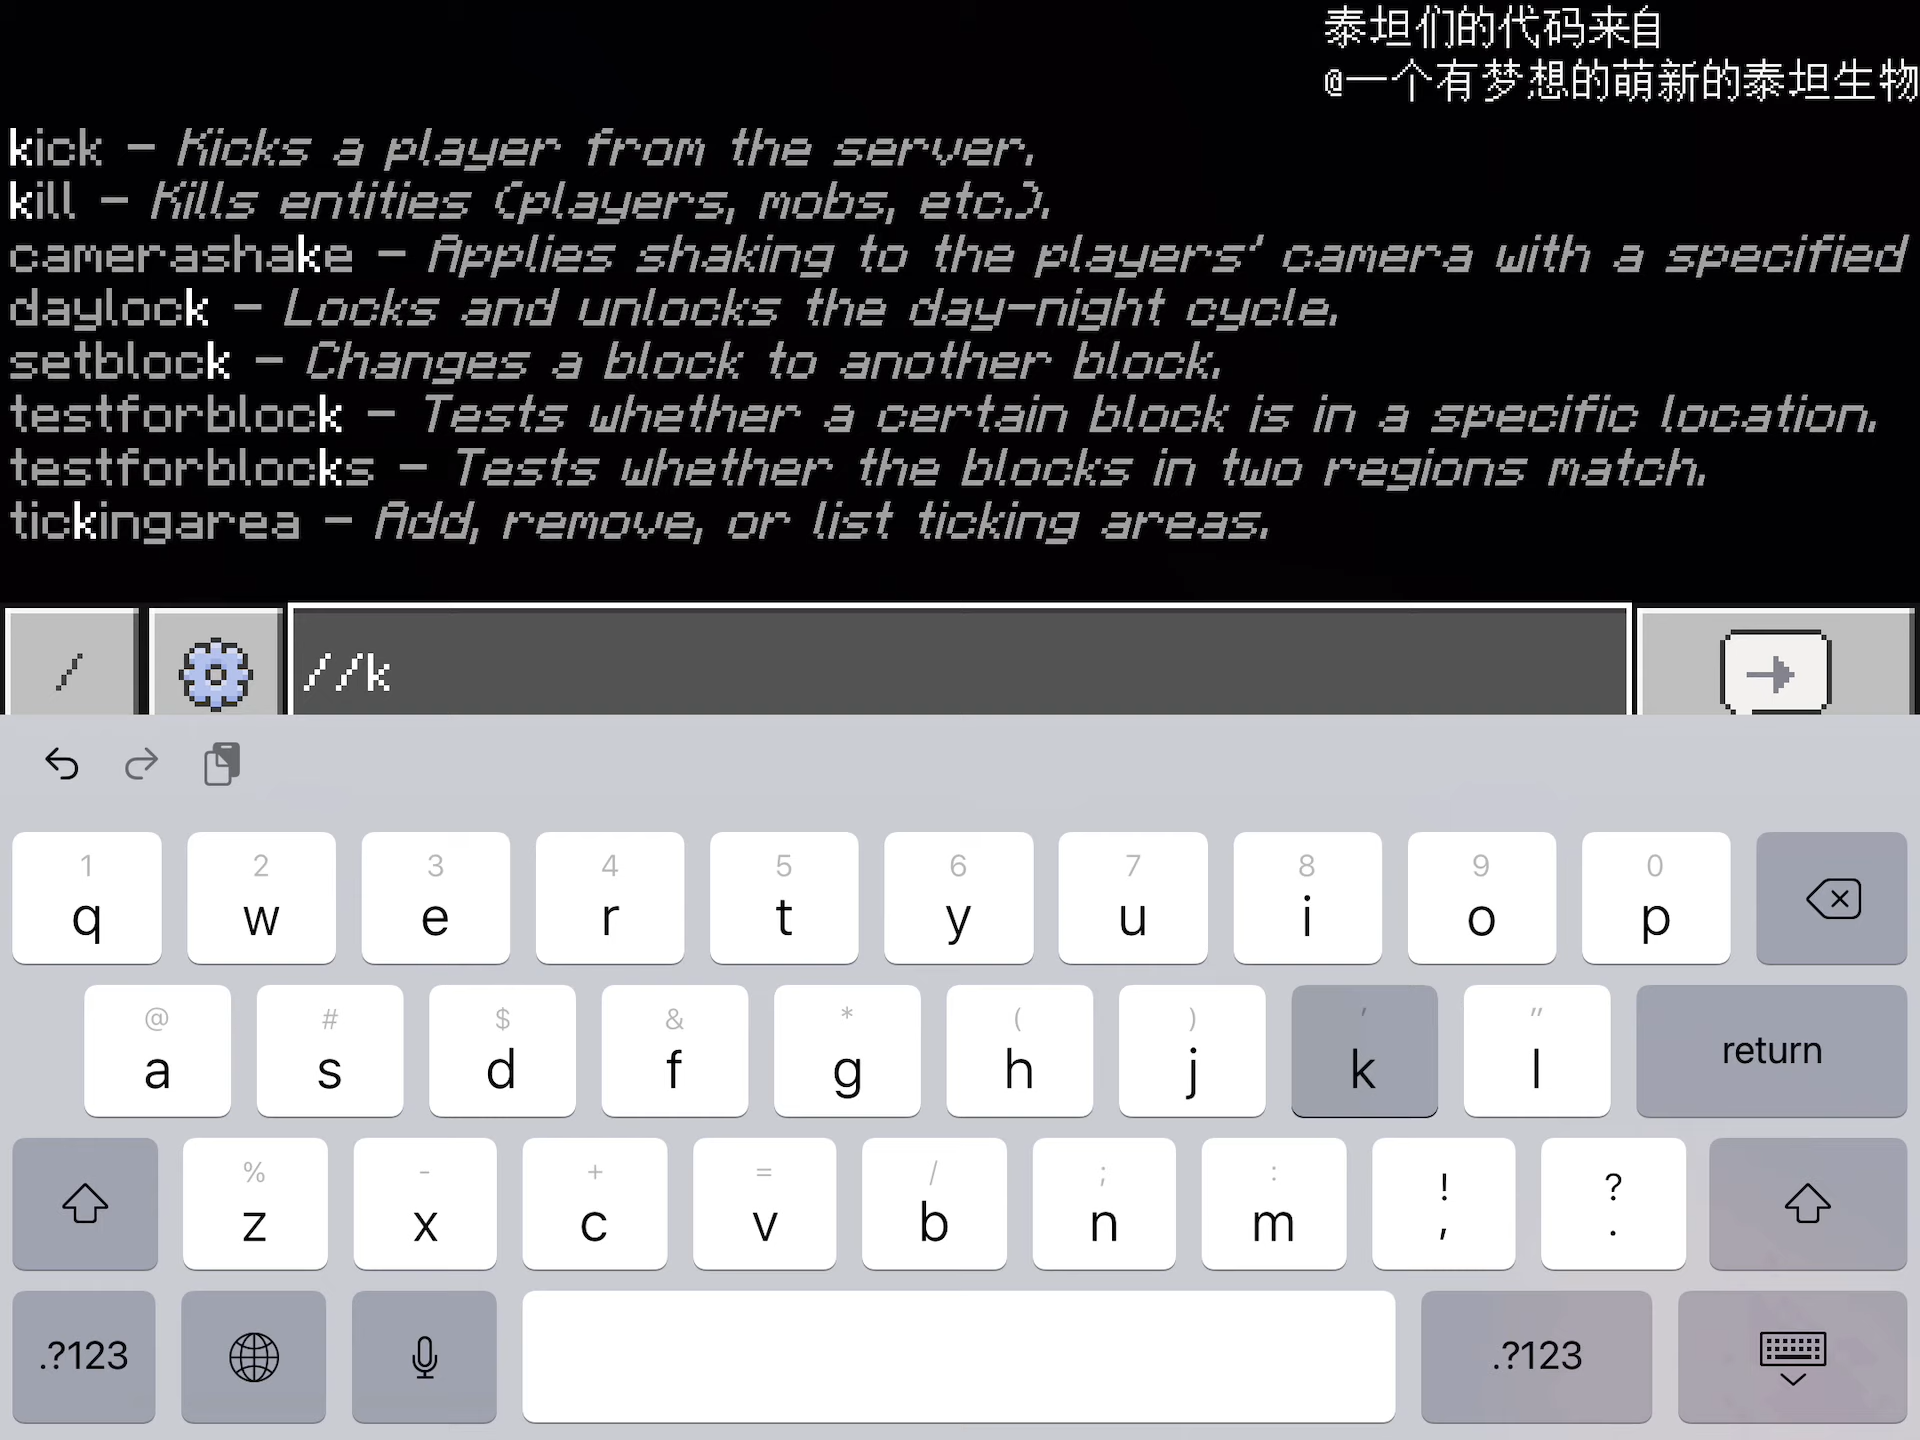 泰坦们的代码来自
@一个有梦想的萌新的泰坦生物
kick - Kicks a player from the server.
kill - Kills entities (players, mobs, etc.).
camerashake - Applies shaking to the players' camera with a specified
daylock - Locks and unlocks the day-night cycle.
setblock - Changes a block to another block.
testforblock - Tests whether a certain block is in a specific location.
testforblocks - Tests whether the blocks in two regions match.
tickingarea - Add, remove, or list ticking areas.
/ //k
1 2 3 4 5 6 7 8 9 0
q w e r t y u i o p
@ # $ & * ( ) ' "
a s d f g h j k l return
% - + = / ; : ! ?
z x c v b n m , .
.?123 .?123